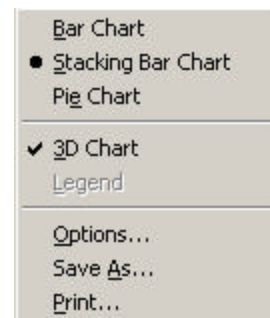 Bar Chart
Stacking Bar Chart
Pie Chart
3D Chart
Legend
Options...
Save As...
Print...